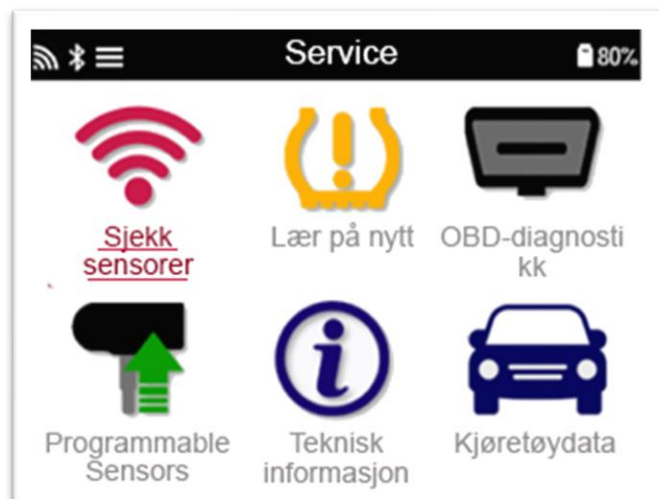 Service
80%
Sjekk
sensorer
Lær på nytt
OBD-diagnosti
kk
Programmable
Sensors
Teknisk
informasjon
Kjøretøydata